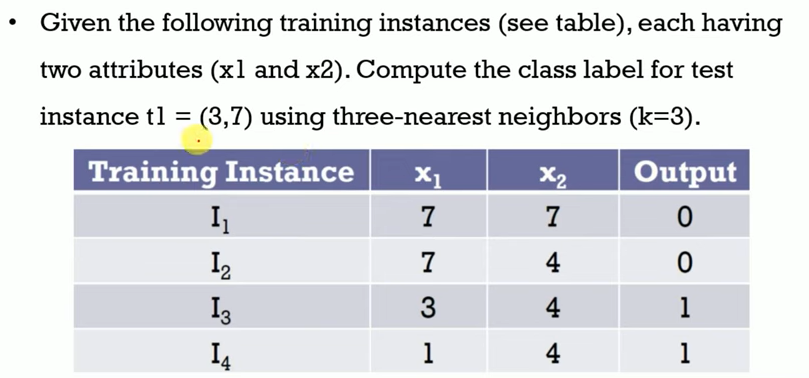 • Given the following training instances (see table), each having
two attributes (x1 and x2). Compute the class label for test
instance t1 = (3,7) using three-nearest neighbors (k=3).
Training Instance x₁ x₂ Output
I₁ 7 7 0
I₂ 7 4 0
I₃ 3 4 1
I₄ 1 4 1